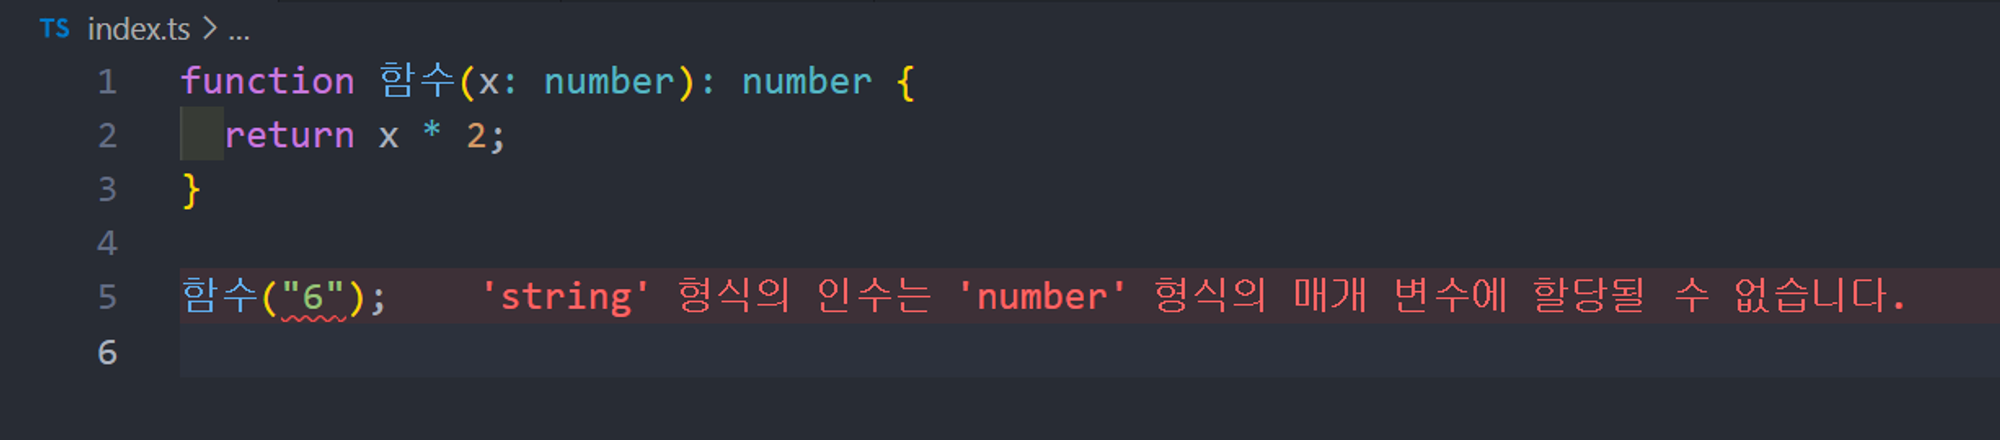 TS index.ts > ...
1 function 함수(x: number): number {
2 return x * 2;
3 }
4
5 함수("6"); 'string' 형식의 인수는 'number' 형식의 매개 변수에 할당될 수 없습니다.
6